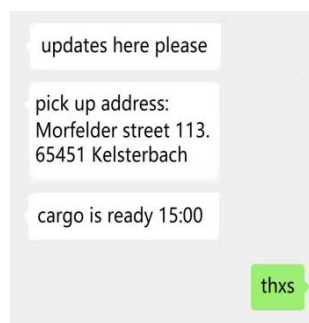 updates here please
pick up address:
Morfelder street 113.
65451 Kelsterbach
cargo is ready 15:00
thxs